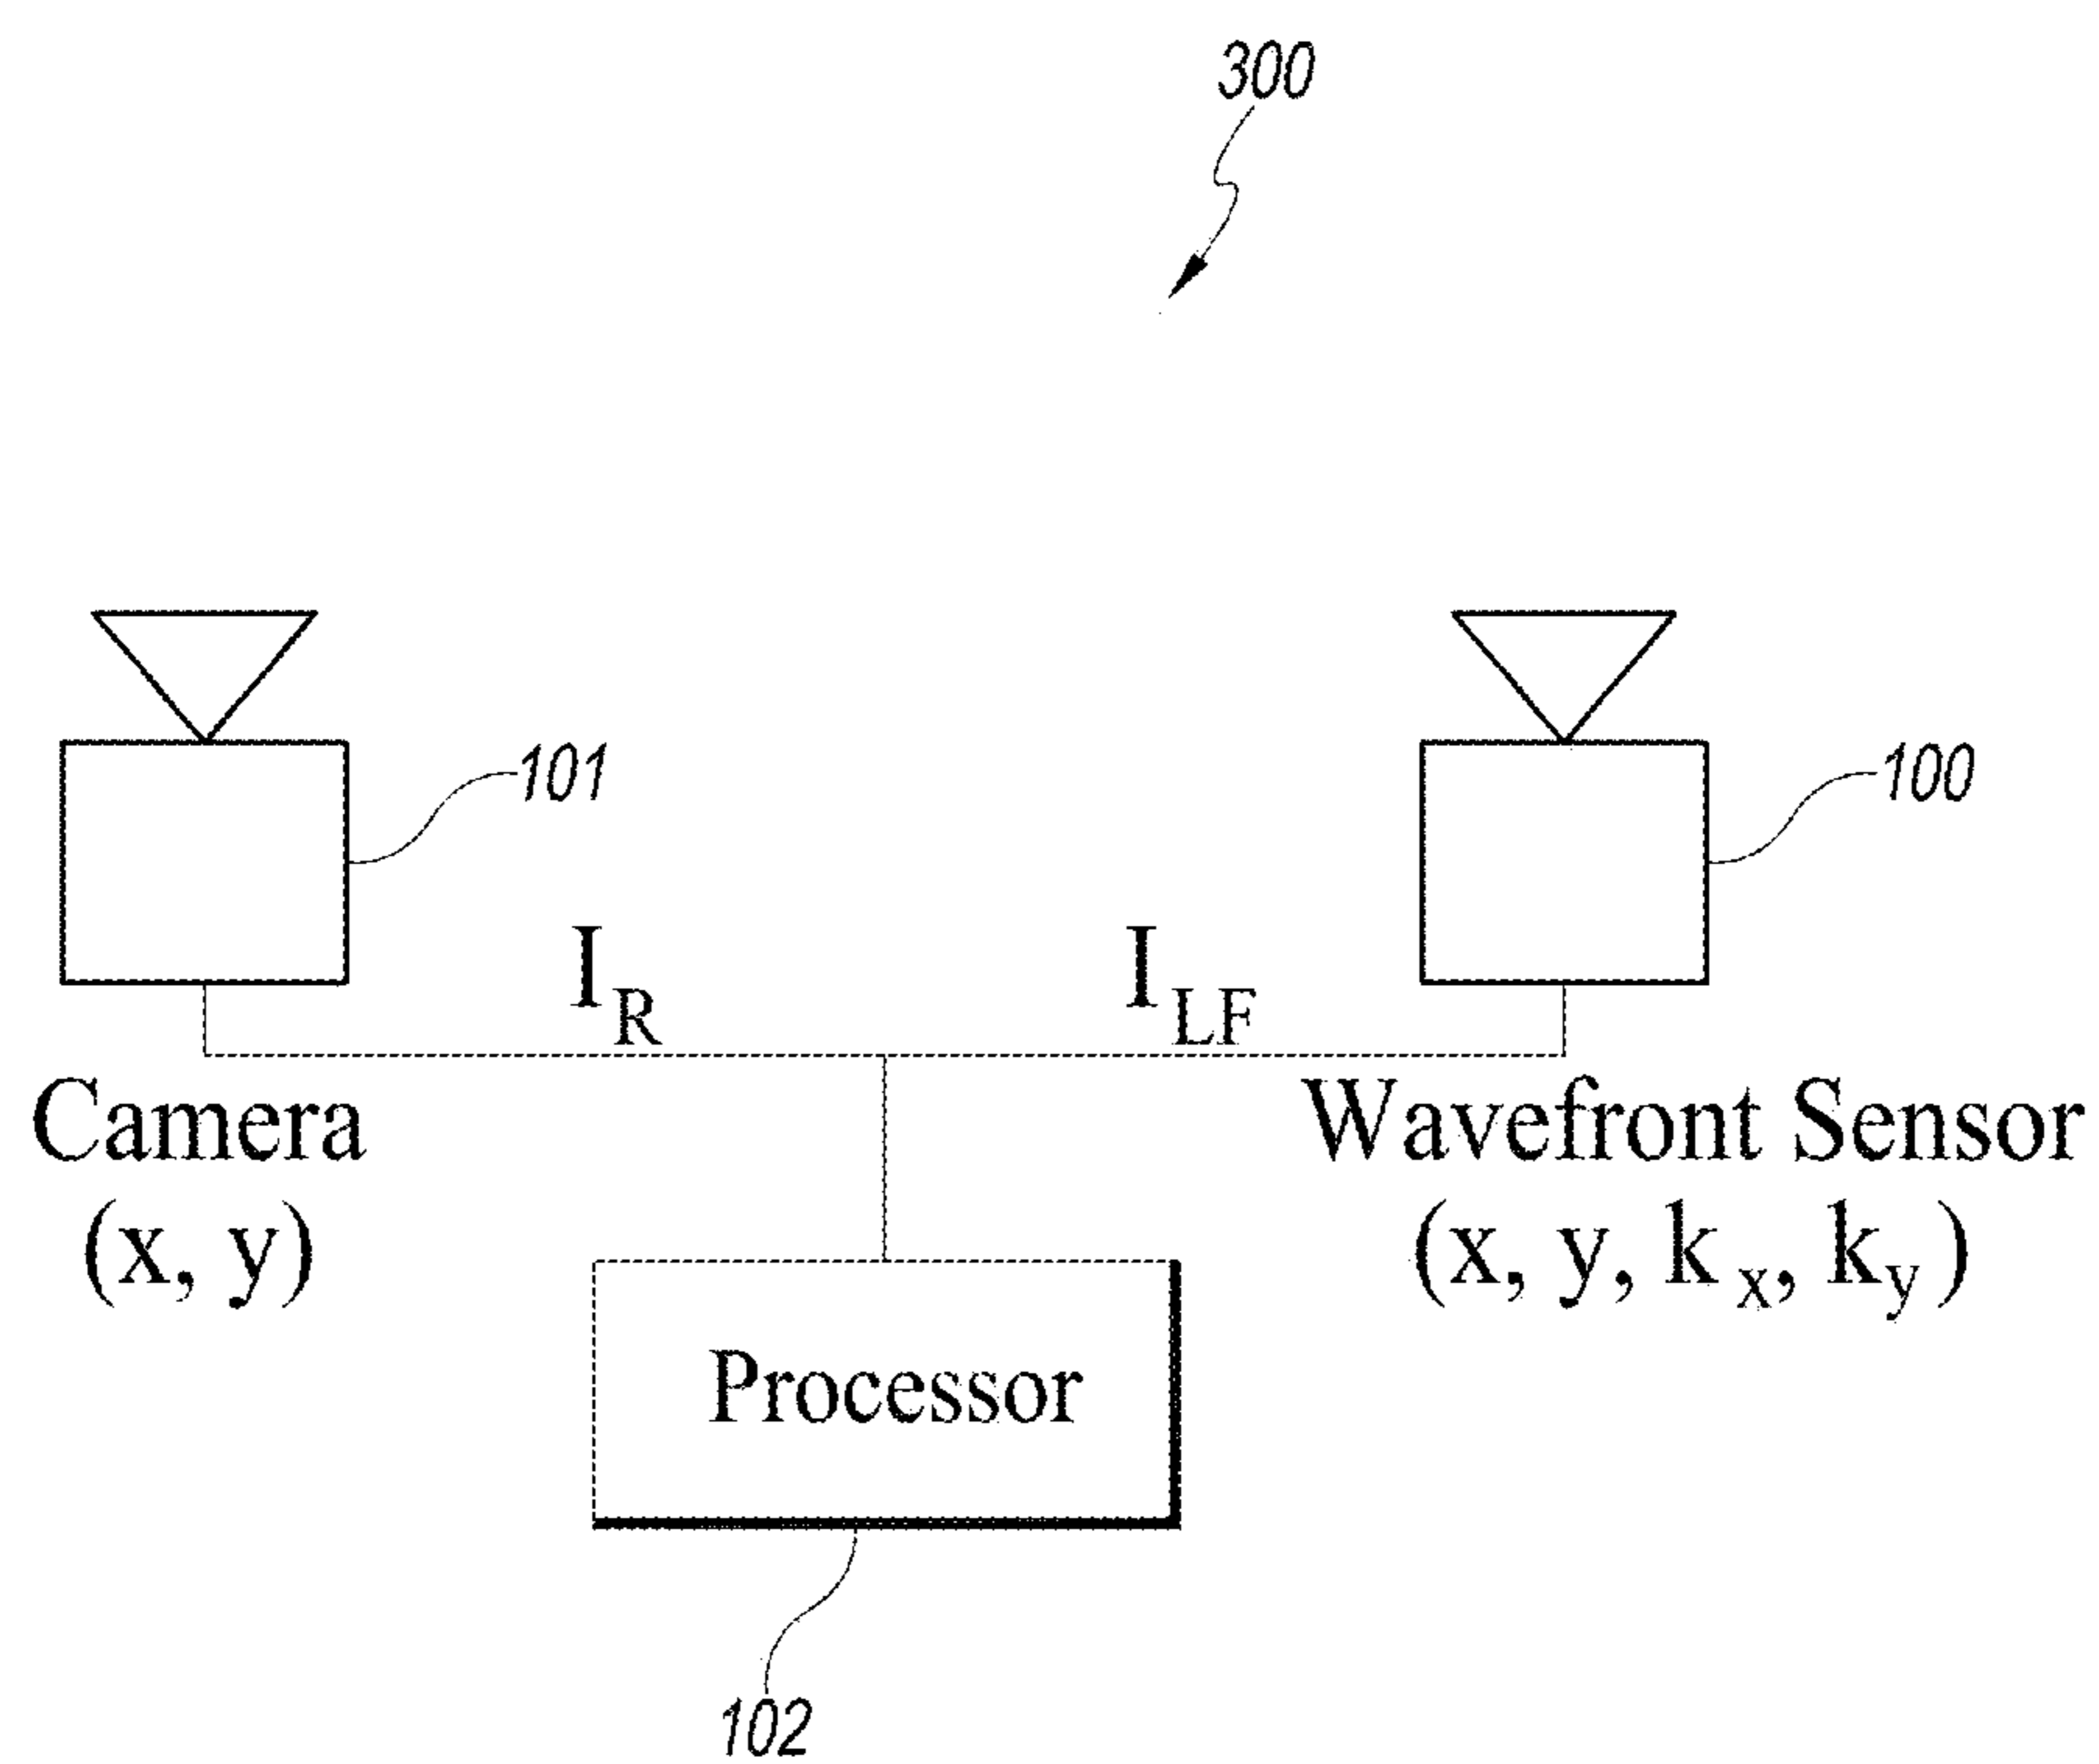 300
101
100
I_R
I_LF
Camera
(x, y)
Wavefront Sensor
(x, y, k_x, k_y)
Processor
102